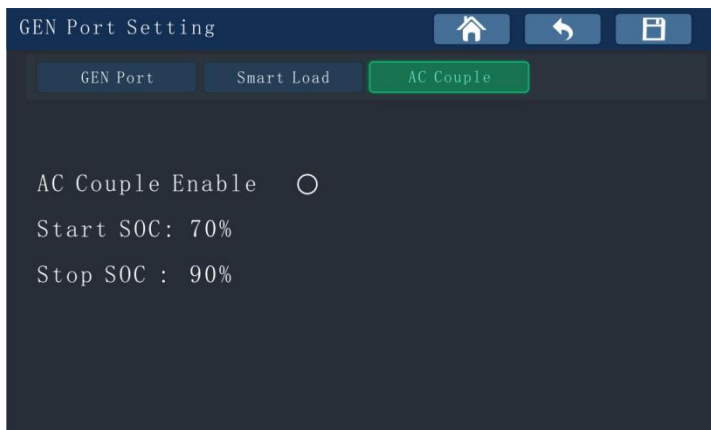 GEN Port Setting
GEN Port Smart Load AC Couple
AC Couple Enable
Start SOC: 70%
Stop SOC : 90%